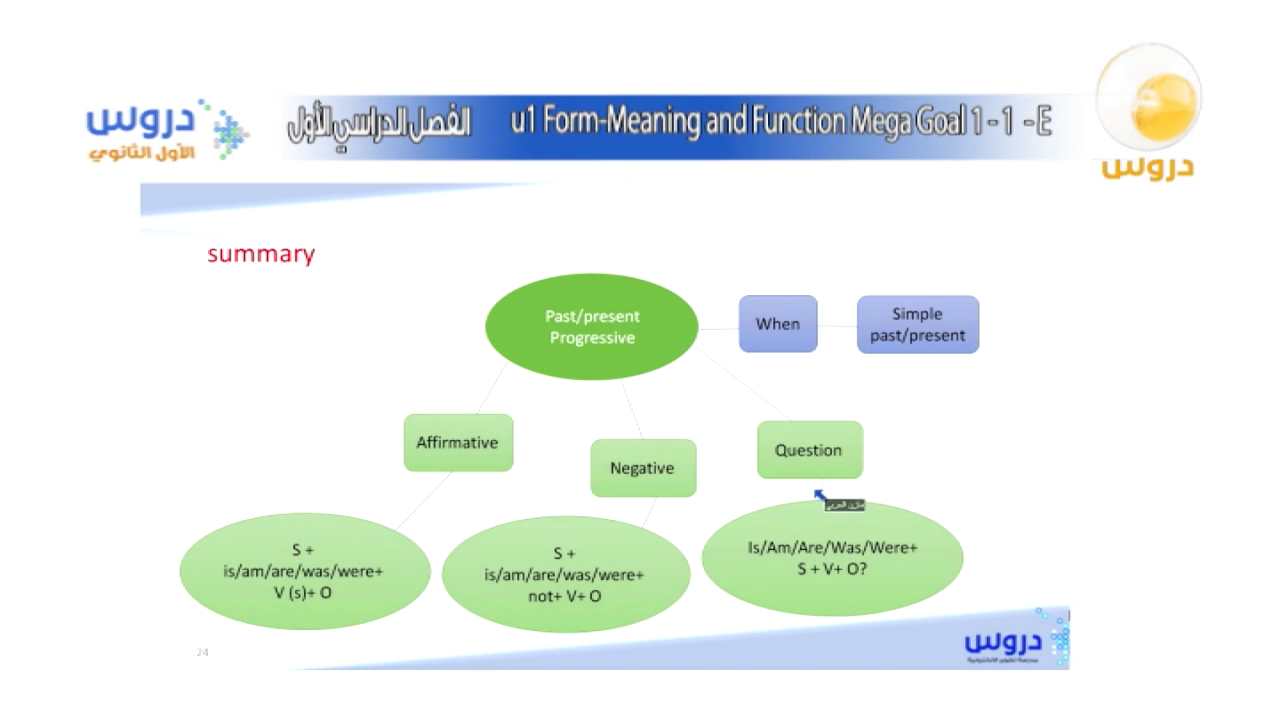 دروس
الأول الثانوي
الفصل الدراسي الأول
u1 Form-Meaning and Function Mega Goal 1 - 1 - E
دروس
summary
Past/present
Progressive
When
Simple
past/present
Affirmative
Negative
Question
S +
is/am/are/was/were+
V (s)+ O
S +
is/am/are/was/were+
not+ V+ O
Is/Am/Are/Was/Were+
S + V+ O?
24
دروس